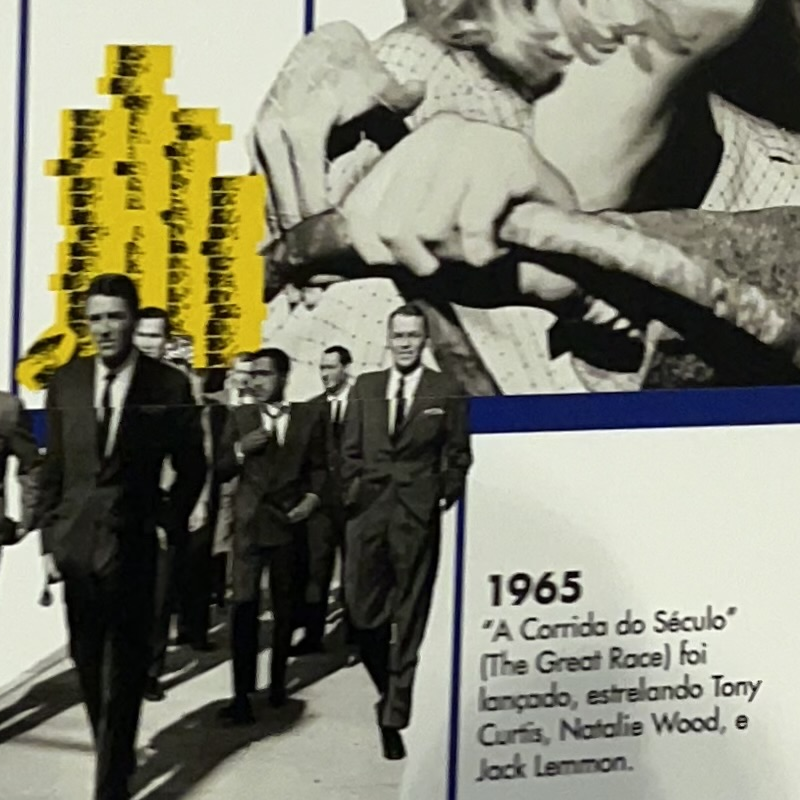 1965
"A Corrida do Século"
(The Great Race) foi
lançado, estrelando Tony
Curtis, Natalie Wood, e
Jack Lemmon.